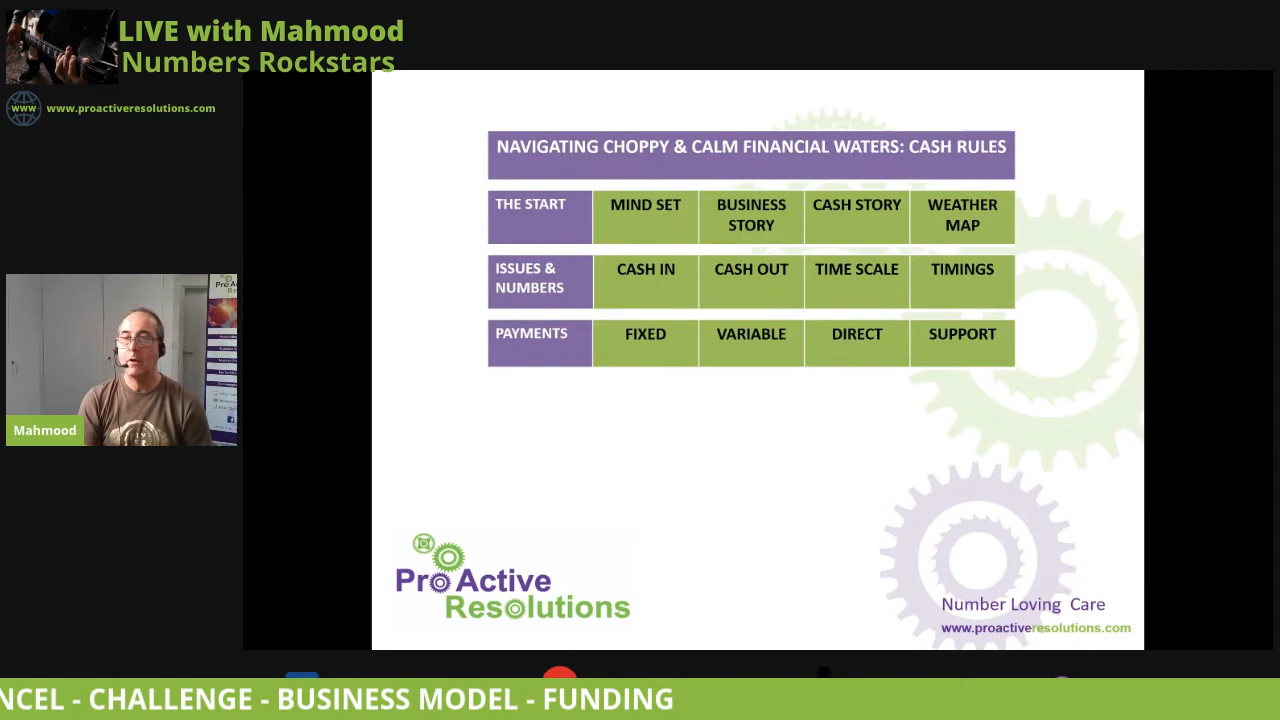 LIVE with Mahmood
Numbers Rockstars
www
www.proactiveresolutions.com
NAVIGATING CHOPPY & CALM FINANCIAL WATERS: CASH RULES
THE START
MIND SET
BUSINESS
STORY
CASH STORY
WEATHER
MAP
ISSUES &
NUMBERS
CASH IN
CASH OUT
TIME SCALE
TIMINGS
PAYMENTS
FIXED
VARIABLE
DIRECT
SUPPORT
Mahmood
ProActive
Resolutions
Number Loving Care
www.proactiveresolutions.com
NCEL - CHALLENGE - BUSINESS MODEL - FUNDING